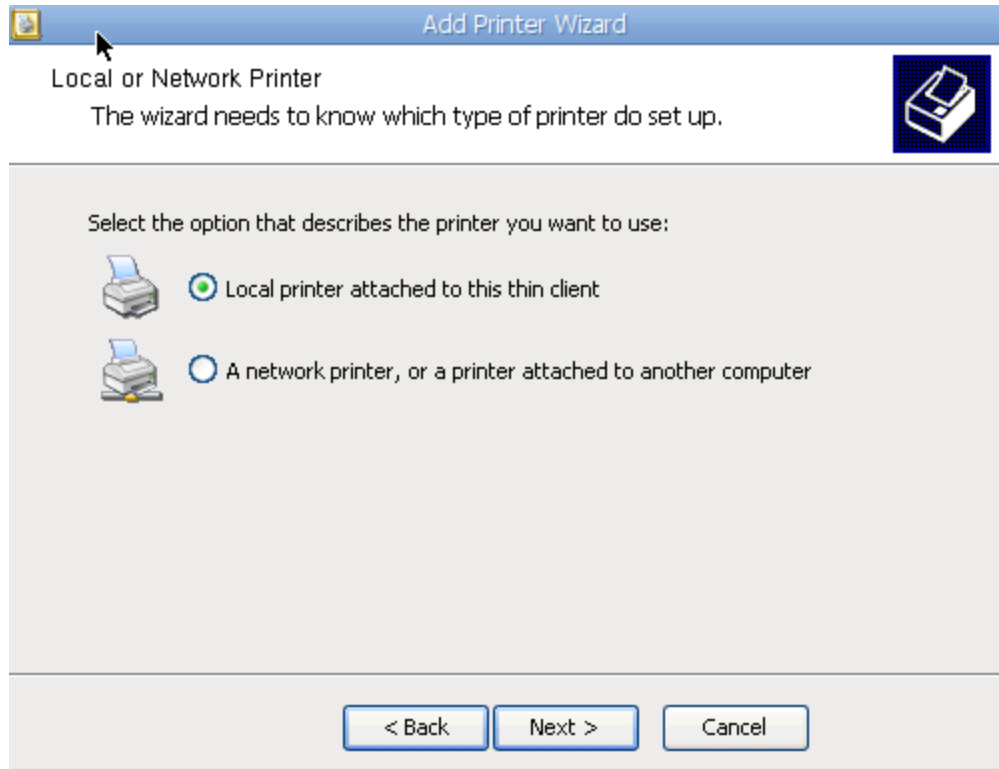 Add Printer Wizard
Local or Network Printer
The wizard needs to know which type of printer do set up.
Select the option that describes the printer you want to use:
Local printer attached to this thin client
A network printer, or a printer attached to another computer
< Back Next > Cancel